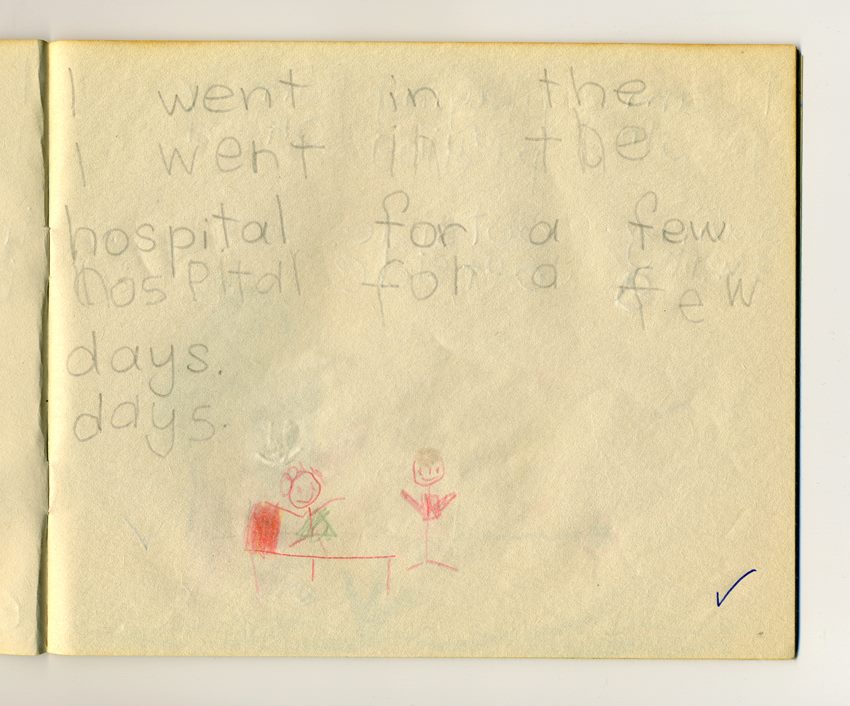 I went in the
I went in the
hospital for a few
hospital for a few
days.
days.